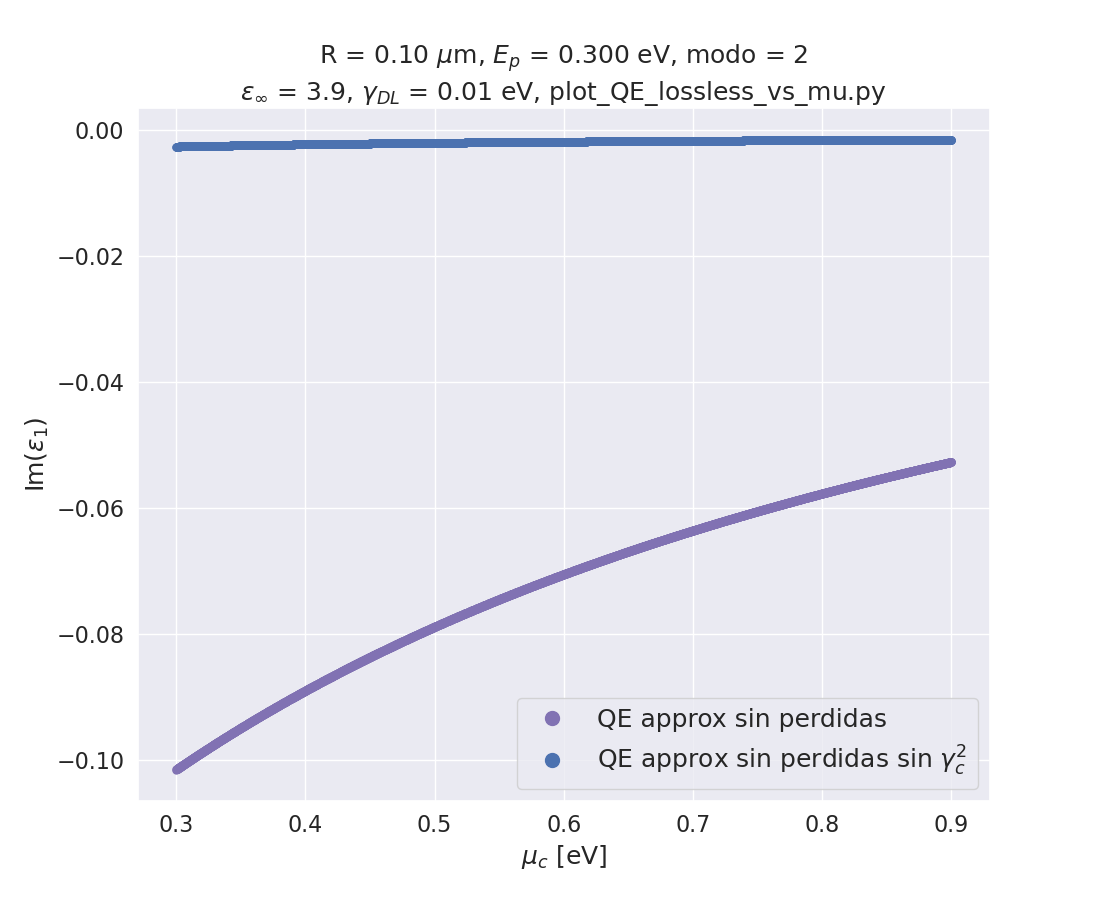 R = 0.10 μm, E_p = 0.300 eV, modo = 2
ε_∞ = 3.9, γ_DL = 0.01 eV, plot_QE_lossless_vs_mu.py
0.00
−0.02
−0.04
−0.06
−0.08
−0.10
Im(ε_1)
QE approx sin perdidas
QE approx sin perdidas sin γ_c^2
0.3 0.4 0.5 0.6 0.7 0.8 0.9
μ_c [eV]